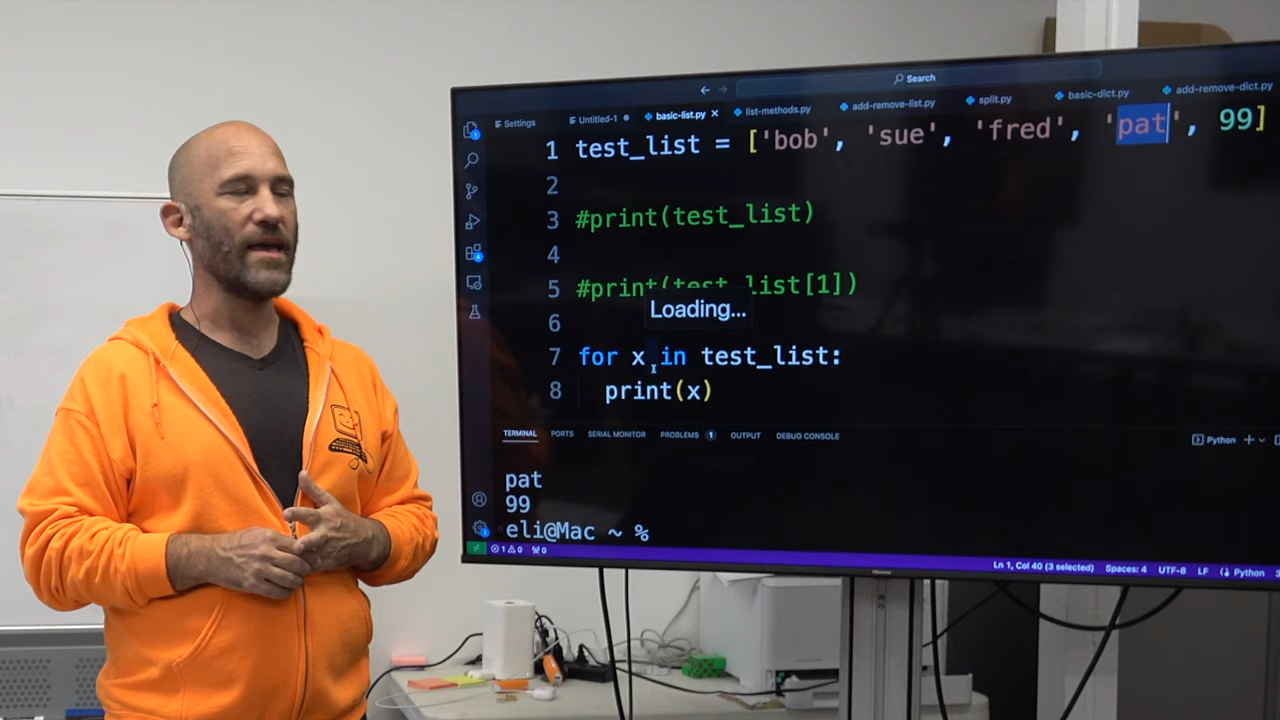 Search
Settings Untitled-1 basic-list.py list-methods.py add-remove-list.py split.py basic-dict.py add-remove-dict.py
1 test_list = ['bob', 'sue', 'fred', 'pat', 99]
2
3 #print(test_list)
4
5 #print(test_list[1])
Loading...
6
7 for x in test_list:
8 print(x)
TERMINAL PORTS SERIAL MONITOR PROBLEMS 1 OUTPUT DEBUG CONSOLE Python
pat
99
eli@Mac ~ %
1 0 0 Ln 1, Col 40 (3 selected) Spaces: 4 UTF-8 LF Python